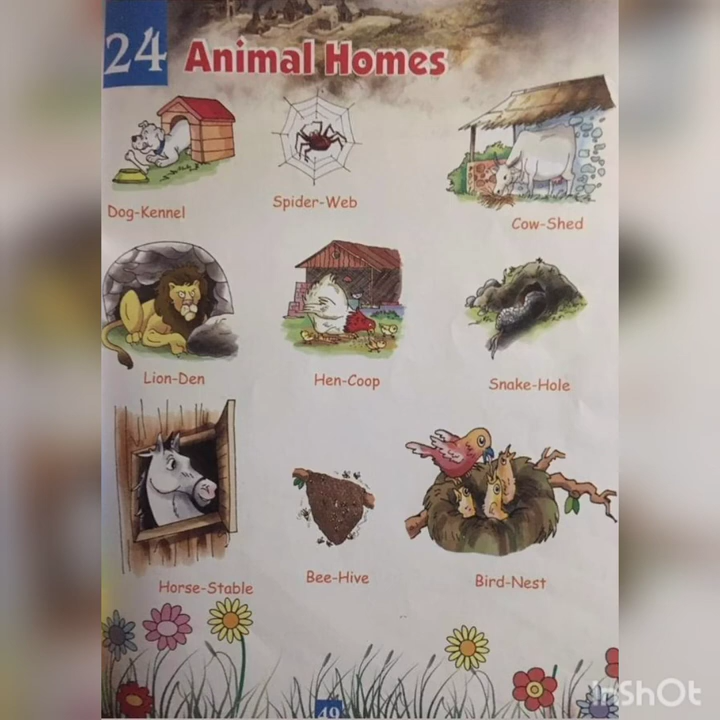 24 Animal Homes
Dog-Kennel
Spider-Web
Cow-Shed
Lion-Den
Hen-Coop
Snake-Hole
Horse-Stable
Bee-Hive
Bird-Nest
49
InShOt